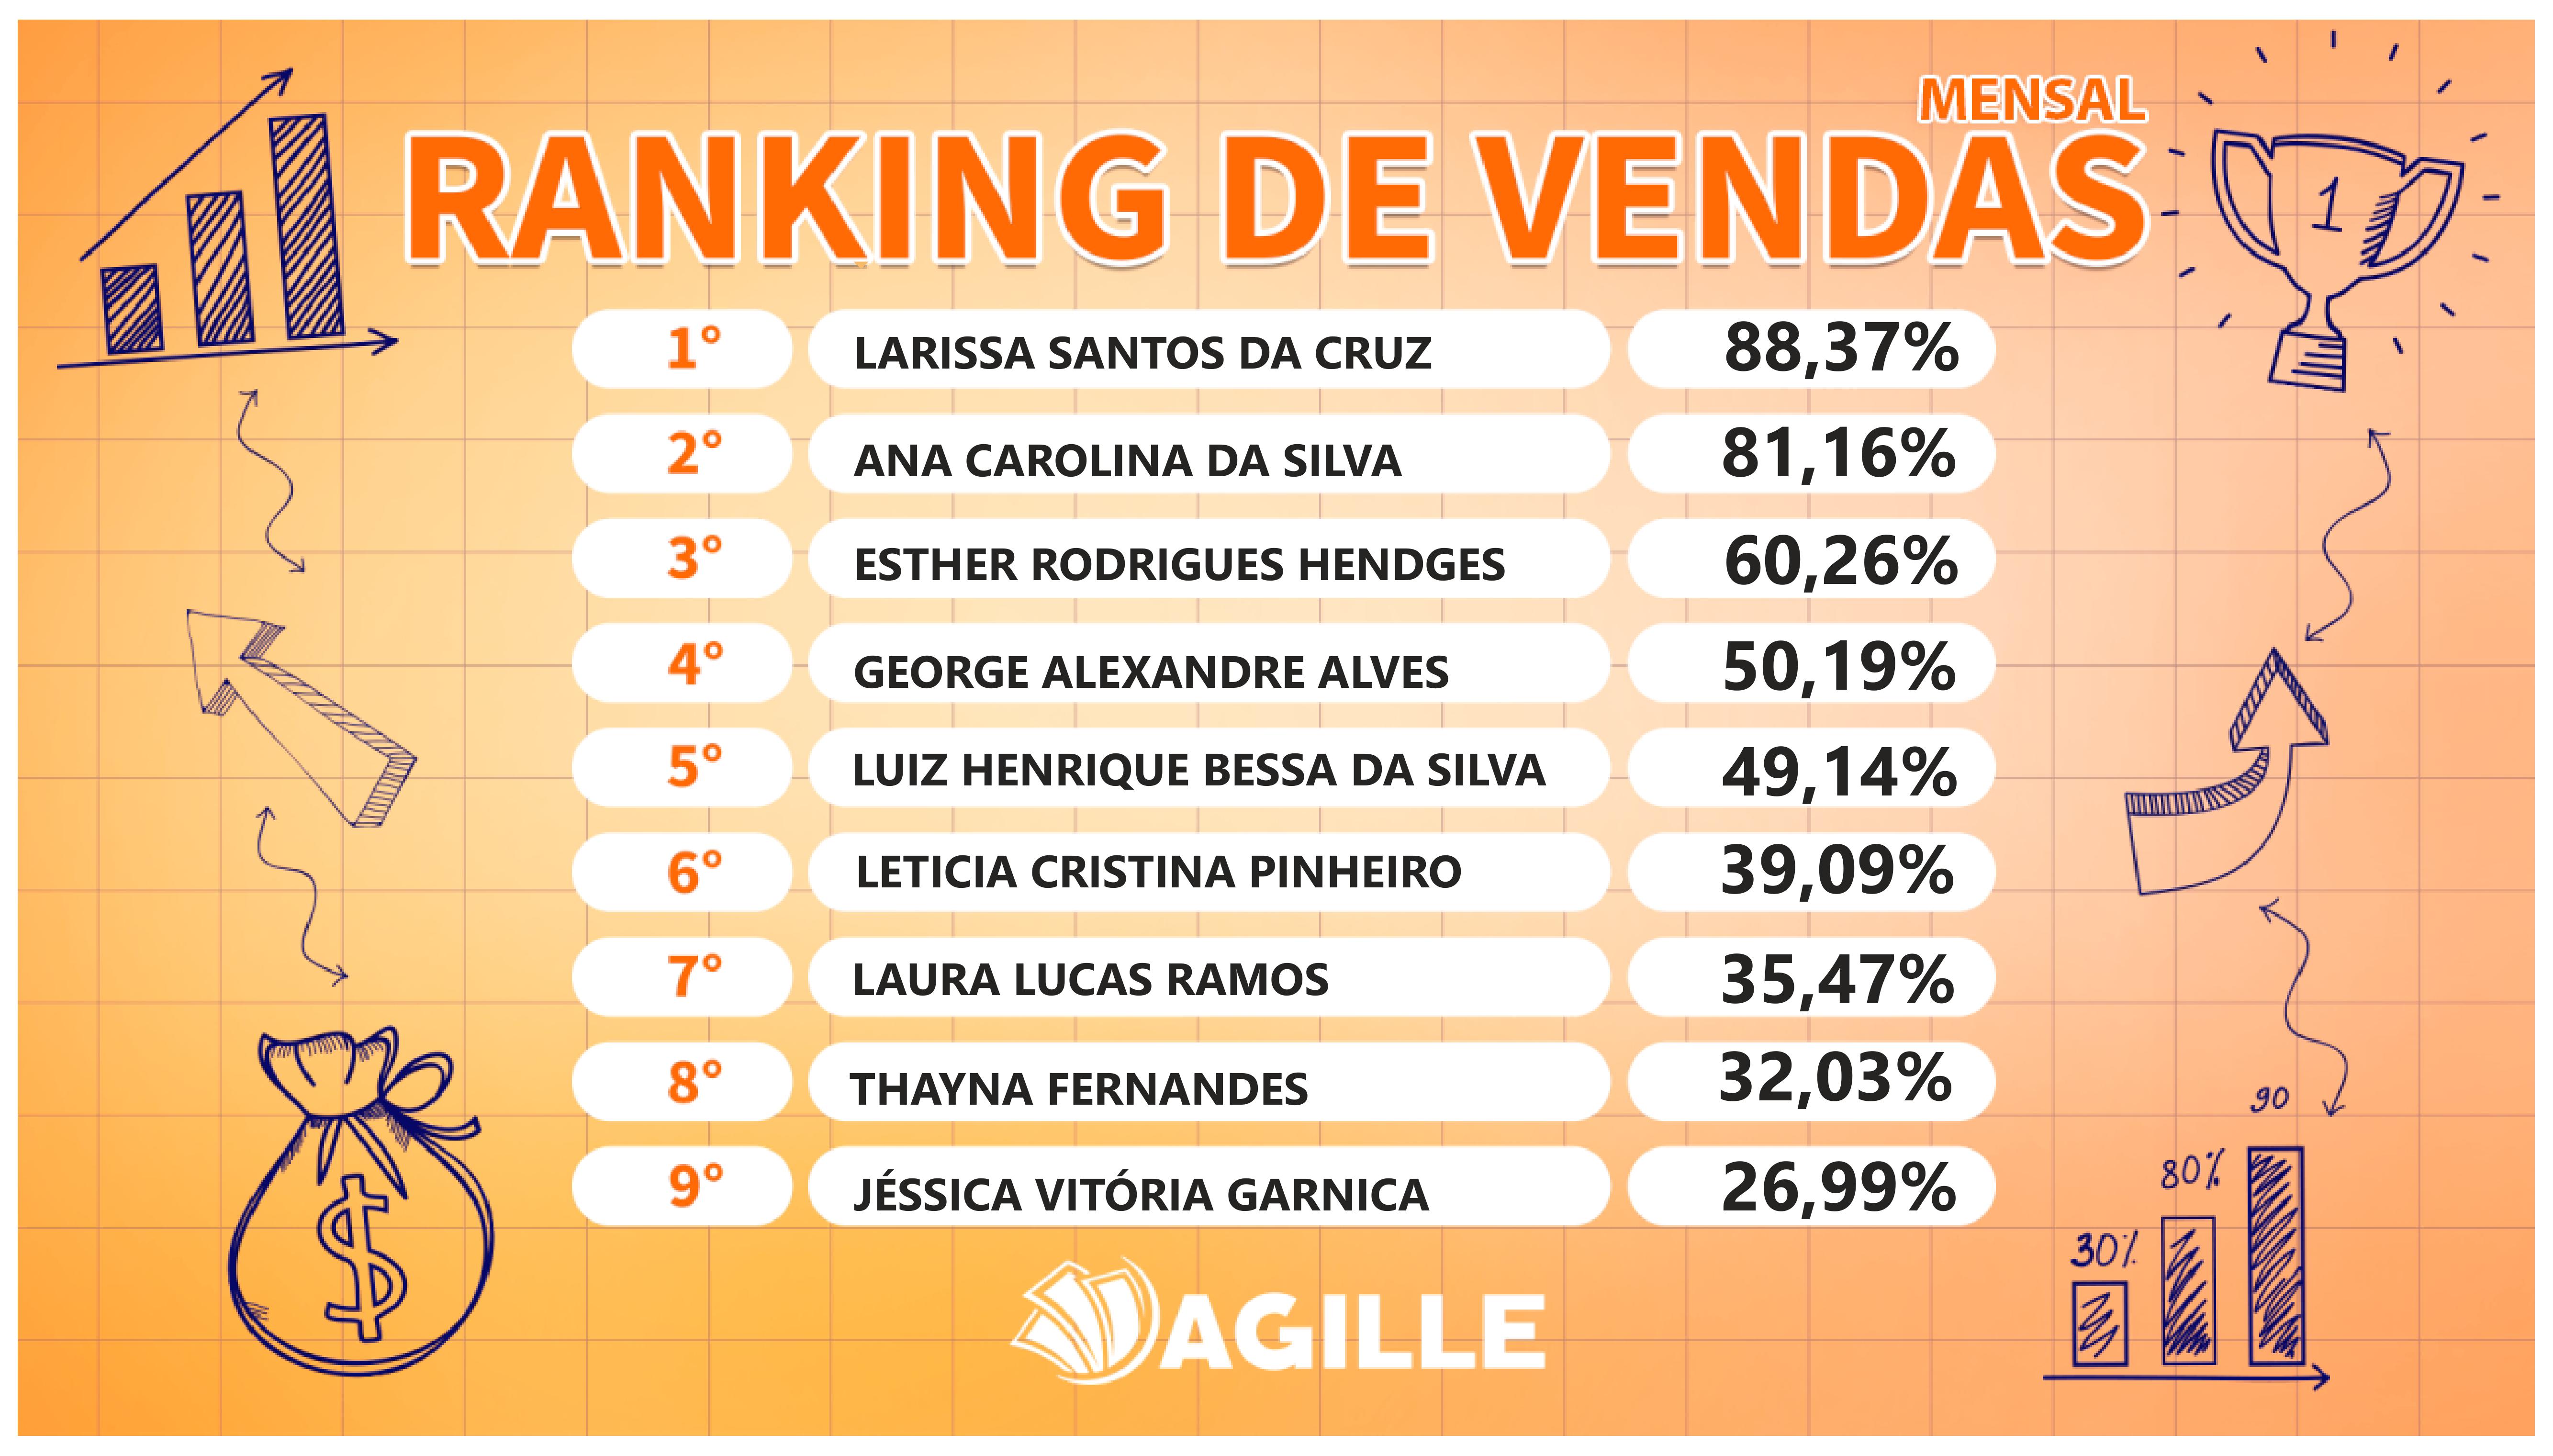 MENSAL
RANKING DE VENDAS
1
1° LARISSA SANTOS DA CRUZ 88,37%
2° ANA CAROLINA DA SILVA 81,16%
3° ESTHER RODRIGUES HENDGES 60,26%
4° GEORGE ALEXANDRE ALVES 50,19%
5° LUIZ HENRIQUE BESSA DA SILVA 49,14%
6° LETICIA CRISTINA PINHEIRO 39,09%
7° LAURA LUCAS RAMOS 35,47%
8° THAYNA FERNANDES 32,03%
9° JÉSSICA VITÓRIA GARNICA 26,99%
$
30%
80%
90
AGILLE